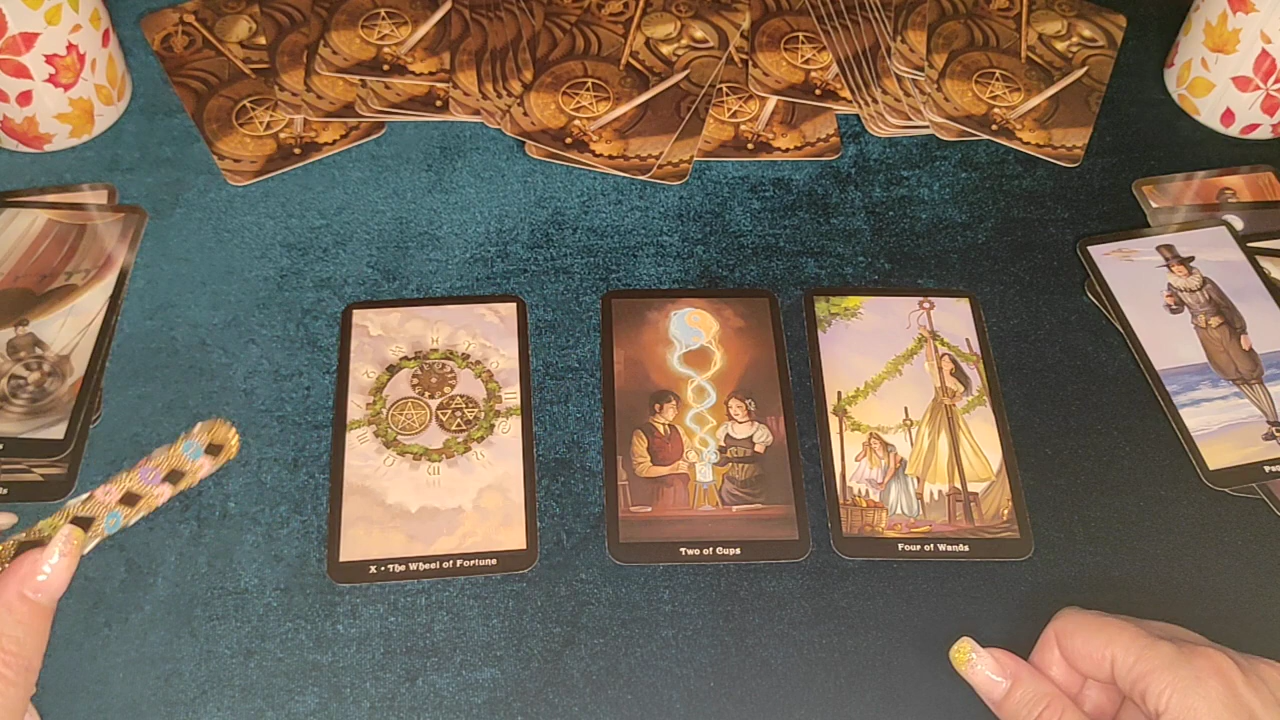 X • The Wheel of Fortune
Two of Cups
Four of Wands